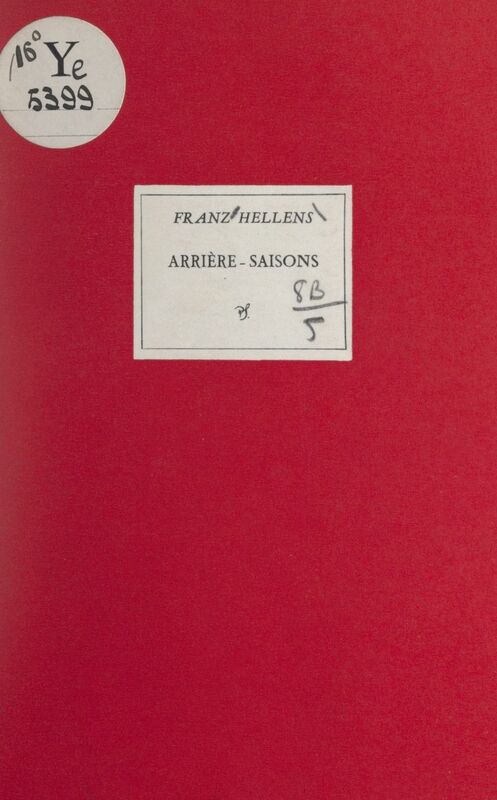 16° Ye
5399
FRANZ HELLENS
ARRIÈRE-SAISONS
8B
5